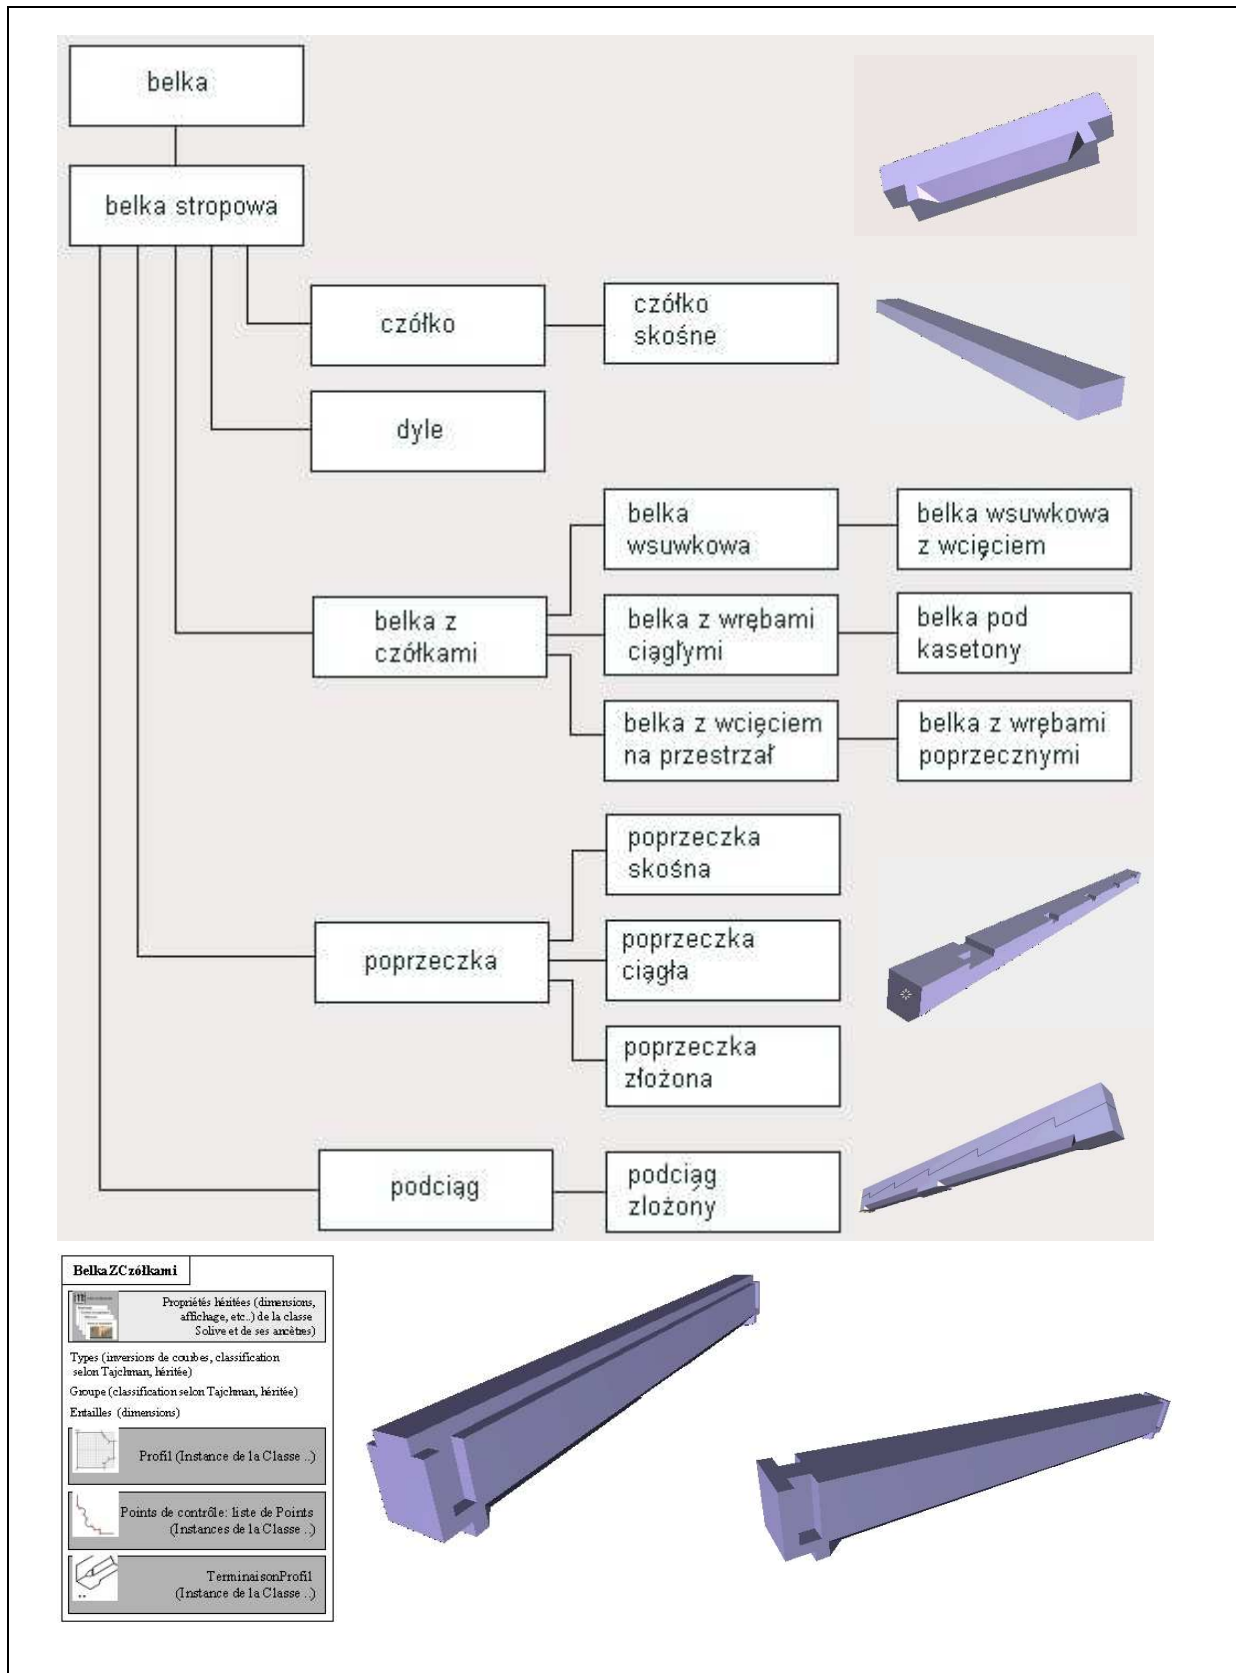 belka
belka stropowa
czółko
czółko
skośne
dyle
belka
wsuwkowa
belka wsuwkowa
z wcięciem
belka z
czółkami
belka z wrębami
ciągłymi
belka pod
kasetony
belka z wcięciem
na przestrzał
belka z wrębami
poprzecznymi
poprzeczka
skośna
poprzeczka
poprzeczka
ciągła
poprzeczka
złożona
podciąg
podciąg
zlożony
BelkaZCzółkami
Propriétés héritées (dimensions,
affichage, etc..) de la classe
Solive et de ses ancêtres)
Types (inversions de courbes, classification
selon Tajchman, héritée)
Groupe (classification selon Tajchman, héritée)
Entailles (dimensions)
Profil (Instance de la Classe ..)
Points de contrôle: liste de Points
(Instances de la Classe ..)
TerminaisonProfil
(Instance de la Classe ..)